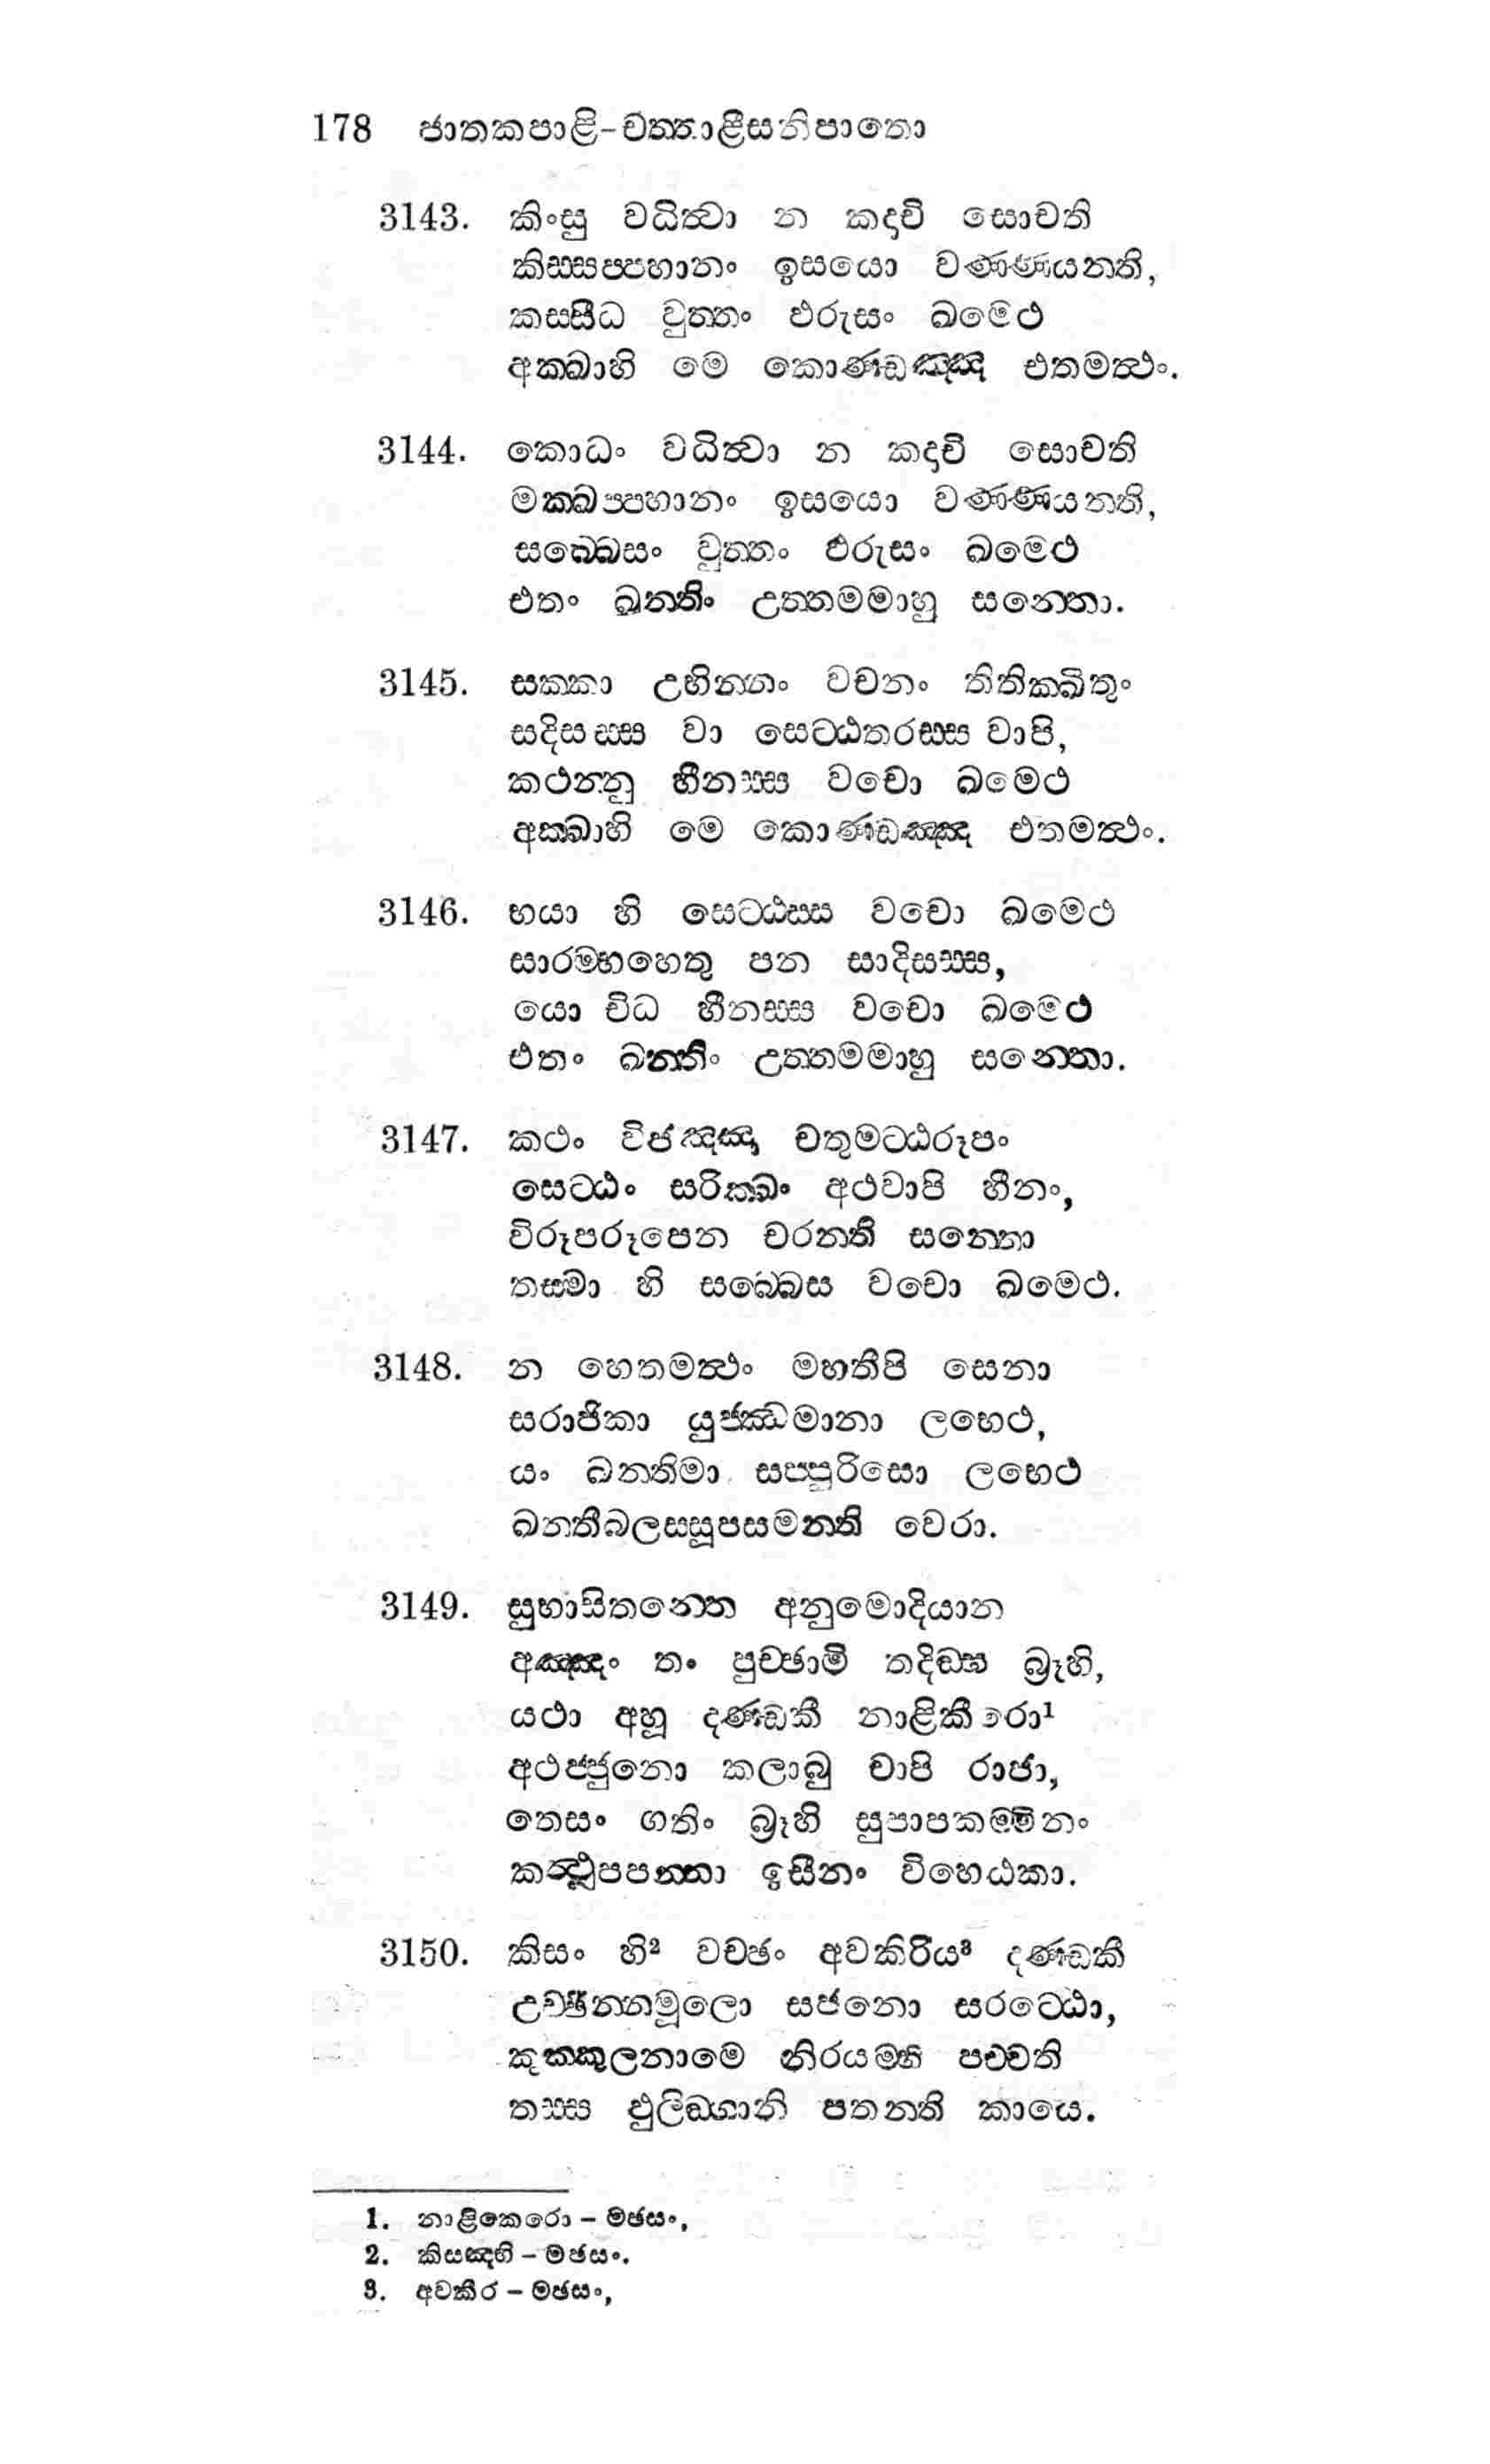 178 ජාතකපාළි-චත්තාළීසනිපාතො
3143. කිංසු වධිත්වා න කදාචි සොචති
කිස්සප්පහානං ඉසයො වණ්ණයන්ති,
කස්සීධ වුත්තං ඵරුසං ඛමෙථ
අක්ඛාහි මෙ කොණ්ඩඤ්ඤ එතමත්ථං.
3144. කොධං වධිත්වා න කදාචි සොචති
මක්ඛප්පහානං ඉසයො වණ්ණයන්ති,
සබ්බෙසං වුත්තං ඵරුසං ඛමෙථ
එතං ඛන්තිං උත්තමමාහු සන්තො.
3145. සක්කා උභින්නං වචනං තිතික්ඛිතුං
සදිසස්ස වා සෙට්ඨතරස්ස වාපි,
කථන්නු හීනස්ස වචො ඛමෙථ
අක්ඛාහි මෙ කොණ්ඩඤ්ඤ එතමත්ථං.
3146. භයා හි සෙට්ඨස්ස වචො ඛමෙථ
සාරම්භහෙතු පන සාදිසස්ස,
යො චිධ හීනස්ස වචො ඛමෙථ
එතං ඛන්තිං උත්තමමාහු සන්තො.
3147. කථං විජඤ්ඤා චතුමට්ඨරූපං
සෙට්ඨං සරික්ඛං අථවාපි හීනං,
විරූපරූපෙන චරන්ති සන්තො
තස්මා හි සබ්බෙස වචො ඛමෙථ.
3148. න හෙතමත්ථං මහතීපි සෙනා
සරාජිකා යුජ්ඣමානා ලභෙථ,
යං ඛන්තිමා සප්පුරිසො ලභෙථ
ඛන්තීබලස්සූපසමන්ති වෙරා.
3149. සුභාසිතන්තෙ අනුමොදියාන
අඤ්ඤං තං පුච්ඡාමි තදිඞ්ඝ බ්‍රූහි,
යථා අහූ දණ්ඩකී නාළිකීරො¹
අථජ්ජුනො කලාබු චාපි රාජා,
තෙසං ගතිං බ්‍රූහි සුපාපකම්මිනං
කත්ථූපපන්නා ඉසීනං විහෙඨකා.
3150. කිසං හි² වච්ඡං අවකිරිය³ දණ්ඩකී
උච්ඡින්නමූලො සජනො සරට්ඨො,
කුක්කුලනාමෙ නිරයම්හි පච්චති
තස්ස ඵුලිඞ්ගානි පතන්ති කායෙ.
1. නාළිකෙරො – මඡසං,
2. කිසඤ්හි – මඡසං.
3. අවකීර – මඡසං,